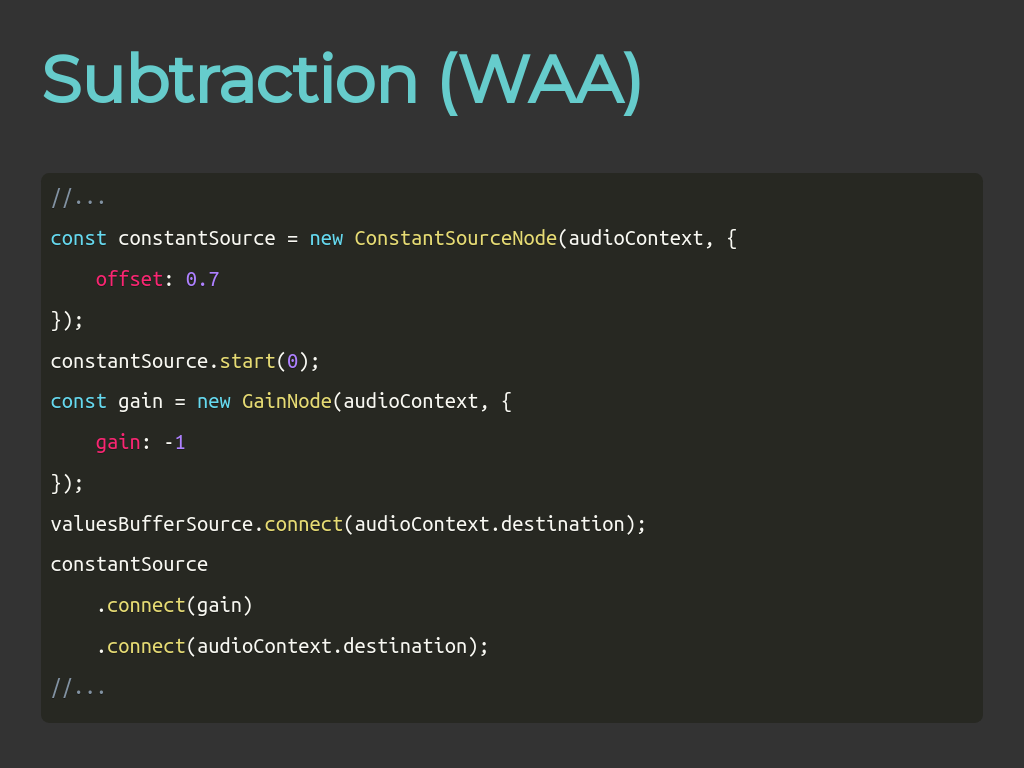 Subtraction (WAA)
//...
const constantSource = new ConstantSourceNode(audioContext, {
    offset: 0.7
});
constantSource.start(0);
const gain = new GainNode(audioContext, {
    gain: -1
});
valuesBufferSource.connect(audioContext.destination);
constantSource
    .connect(gain)
    .connect(audioContext.destination);
//...